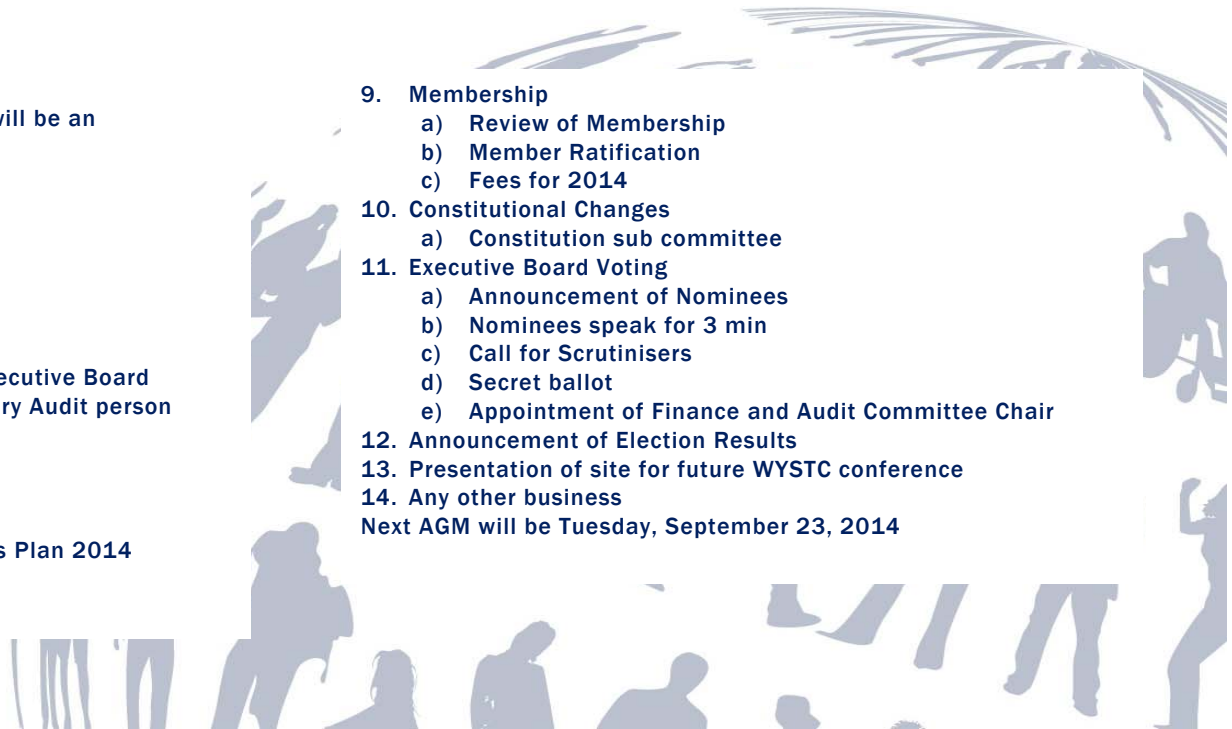 will be an
Executive Board
ry Audit person
s Plan 2014
9. Membership
a) Review of Membership
b) Member Ratification
c) Fees for 2014
10. Constitutional Changes
a) Constitution sub committee
11. Executive Board Voting
a) Announcement of Nominees
b) Nominees speak for 3 min
c) Call for Scrutinisers
d) Secret ballot
e) Appointment of Finance and Audit Committee Chair
12. Announcement of Election Results
13. Presentation of site for future WYSTC conference
14. Any other business
Next AGM will be Tuesday, September 23, 2014